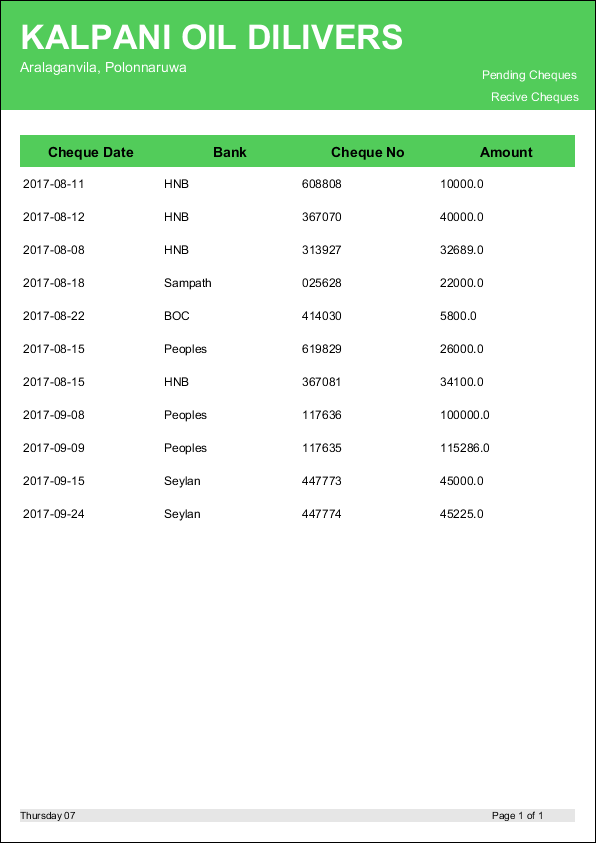 KALPANI OIL DILIVERS
Aralaganvila, Polonnaruwa
Pending Cheques
Recive Cheques
Cheque Date Bank Cheque No Amount
2017-08-11 HNB 608808 10000.0
2017-08-12 HNB 367070 40000.0
2017-08-08 HNB 313927 32689.0
2017-08-18 Sampath 025628 22000.0
2017-08-22 BOC 414030 5800.0
2017-08-15 Peoples 619829 26000.0
2017-08-15 HNB 367081 34100.0
2017-09-08 Peoples 117636 100000.0
2017-09-09 Peoples 117635 115286.0
2017-09-15 Seylan 447773 45000.0
2017-09-24 Seylan 447774 45225.0
Thursday 07 Page 1 of 1